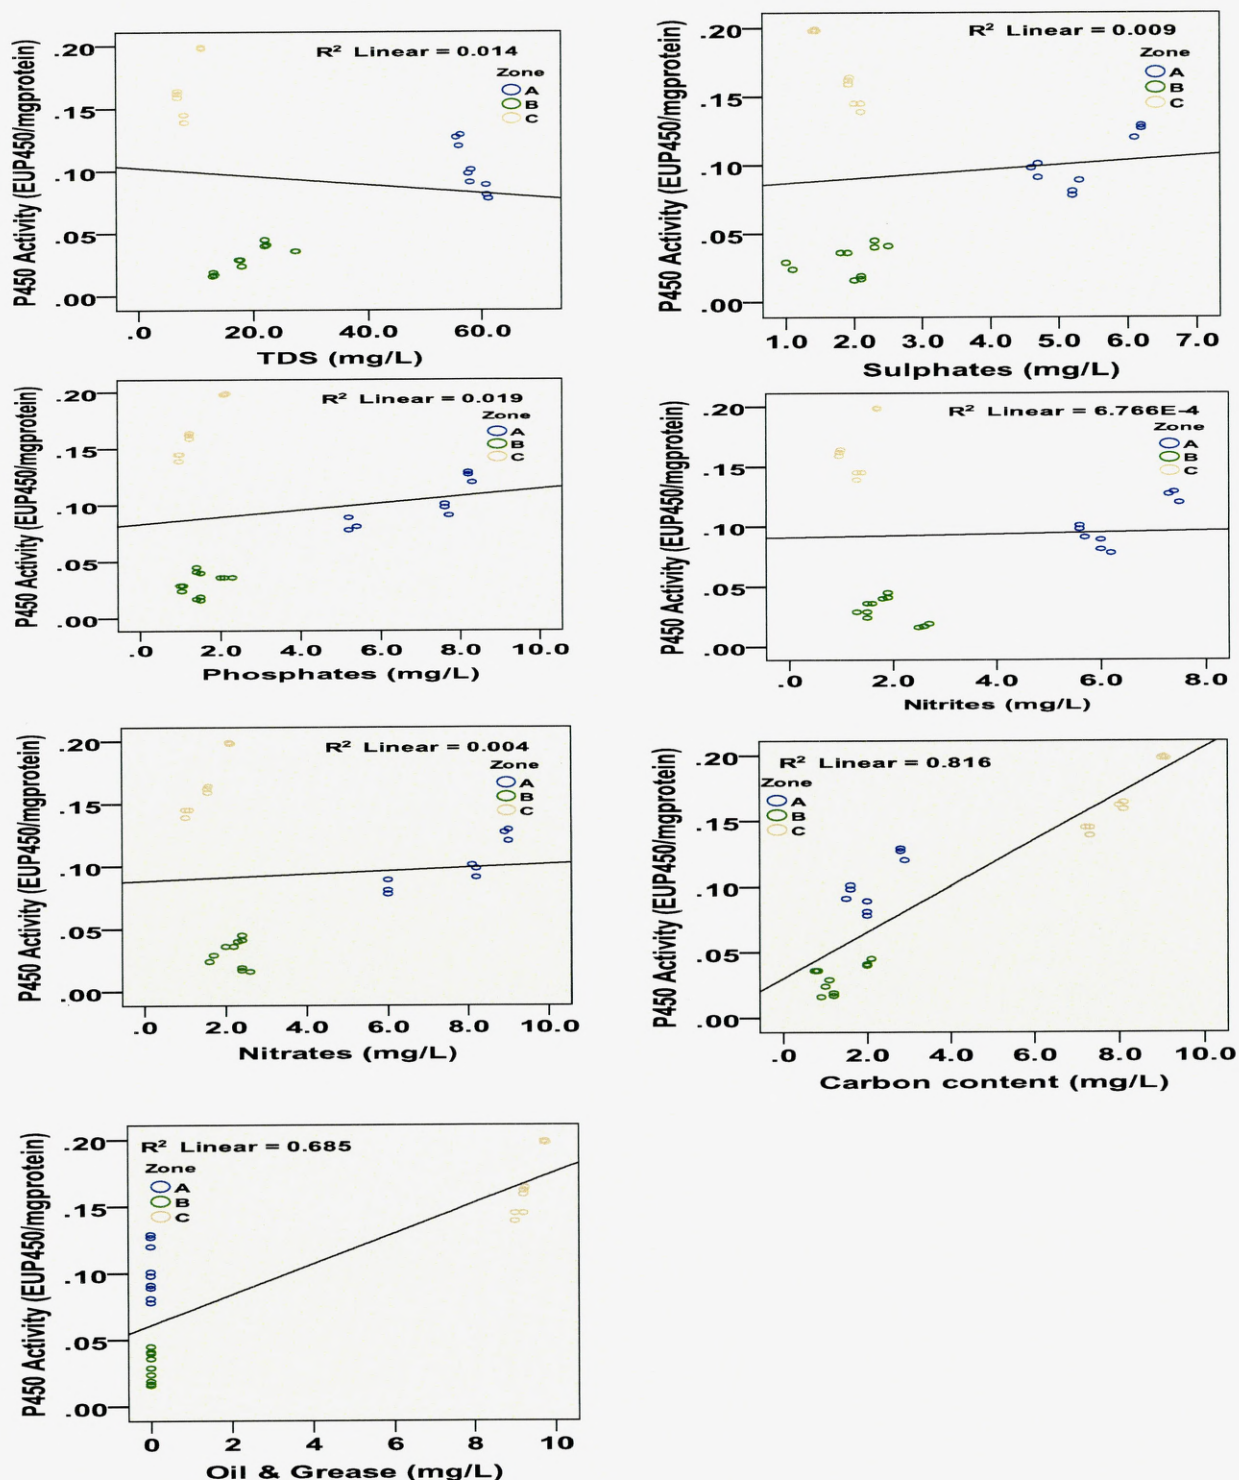 P450 Activity (EUP450/mgprotein)
R² Linear = 0.014
Zone
A
B
C
.20
.15
.10
.05
.00
.0 20.0 40.0 60.0
TDS (mg/L)
P450 Activity (EUP450/mgprotein)
R² Linear = 0.009
Zone
A
B
C
.20
.15
.10
.05
.00
1.0 2.0 3.0 4.0 5.0 6.0 7.0
Sulphates (mg/L)
P450 Activity (EUP450/mgprotein)
R² Linear = 0.019
Zone
A
B
C
.20
.15
.10
.05
.00
.0 2.0 4.0 6.0 8.0 10.0
Phosphates (mg/L)
P450 Activity (EUP450/mgprotein)
R² Linear = 6.766E-4
Zone
A
B
C
.20
.15
.10
.05
.00
.0 2.0 4.0 6.0 8.0
Nitrites (mg/L)
P450 Activity (EUP450/mgprotein)
R² Linear = 0.004
Zone
A
B
C
.20
.15
.10
.05
.00
.0 2.0 4.0 6.0 8.0 10.0
Nitrates (mg/L)
P450 Activity (EUP450/mgprotein)
R² Linear = 0.816
Zone
A
B
C
.20
.15
.10
.05
.00
.0 2.0 4.0 6.0 8.0 10.0
Carbon content (mg/L)
P450 Activity (EUP450/mgprotein)
R² Linear = 0.685
Zone
A
B
C
.20
.15
.10
.05
.00
0 2 4 6 8 10
Oil & Grease (mg/L)